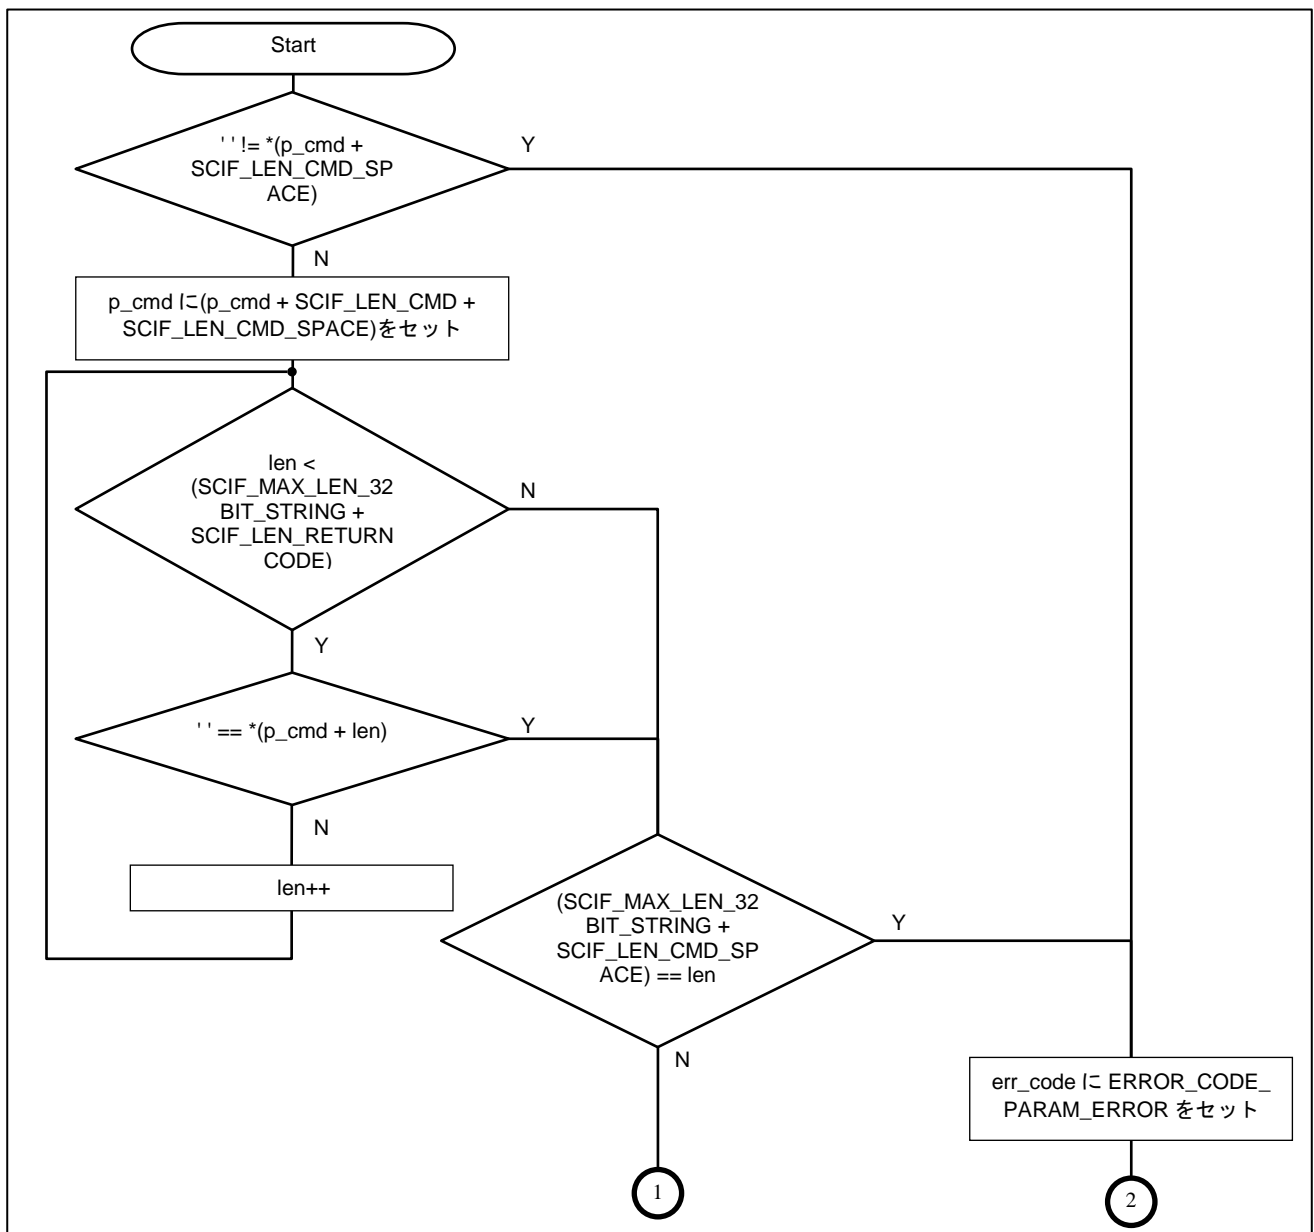 Start
' ' != *(p_cmd +
SCIF_LEN_CMD_SP
ACE)
Y
N
p_cmd に(p_cmd + SCIF_LEN_CMD +
SCIF_LEN_CMD_SPACE)をセット
len <
(SCIF_MAX_LEN_32
BIT_STRING +
SCIF_LEN_RETURN
CODE)
N
Y
' ' == *(p_cmd + len)
Y
N
len++
(SCIF_MAX_LEN_32
BIT_STRING +
SCIF_LEN_CMD_SP
ACE) == len
Y
N
err_code に ERROR_CODE_
PARAM_ERROR をセット
1
2